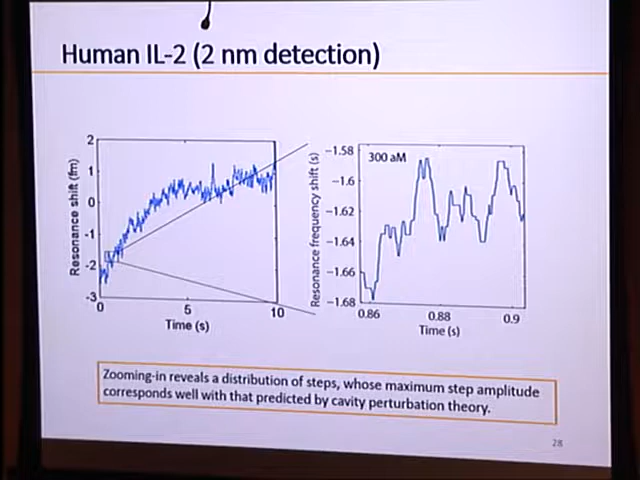 Human IL-2 (2 nm detection)
2
1
0
-1
-2
-3
Resonance shift (fm)
0
5
10
Time (s)
300 aM
−1.58
−1.6
−1.62
−1.64
−1.66
−1.68
Resonance frequency shift (s)
0.86
0.88
0.9
Time (s)
Zooming-in reveals a distribution of steps, whose maximum step amplitude
corresponds well with that predicted by cavity perturbation theory.
28